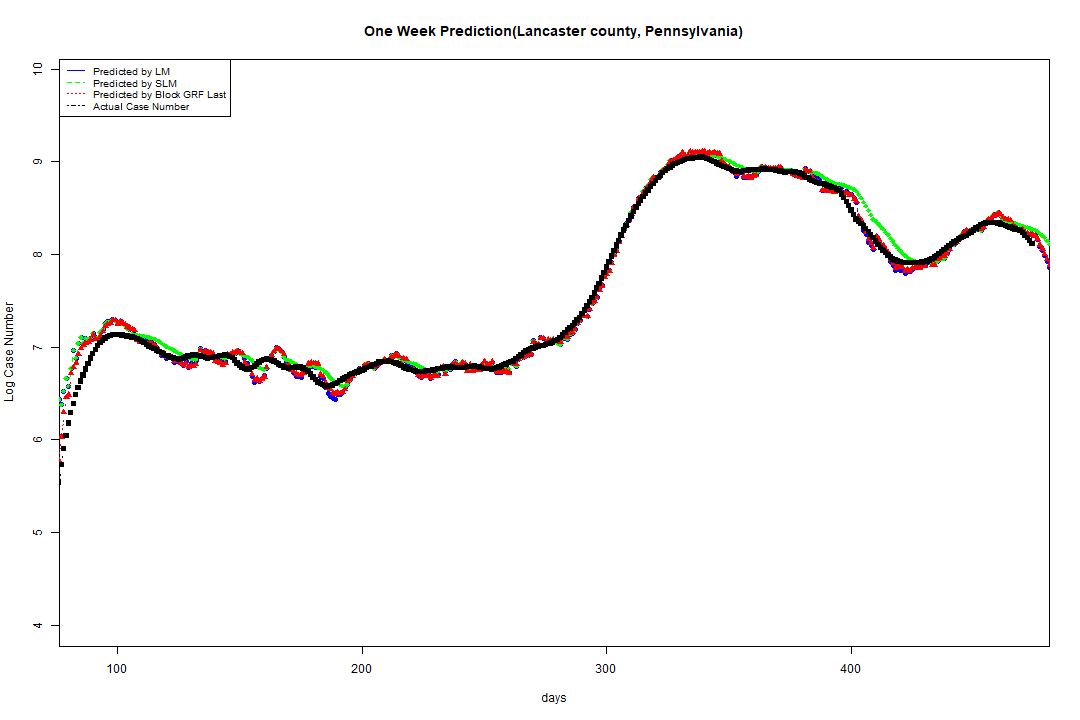 One Week Prediction(Lancaster county, Pennsylvania)
Predicted by LM
Predicted by SLM
Predicted by Block GRF Last
Actual Case Number
10
9
8
7
6
5
4
Log Case Number
100 200 300 400
days